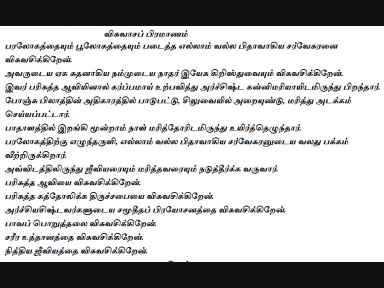 விசுவாசப் பிரமாணம்
பரலோகத்தையும் பூலோகத்தையும் படைத்த எல்லாம் வல்ல பிதாவாகிய சர்வேசுரனை
விசுவசிக்கிறேன்.
அவருடைய ஏக சுதனாகிய நம்முடைய நாதர் இயேசு கிறிஸ்துவையும் விசுவசிக்கிறேன்.
இவர் பரிசுத்த ஆவியினால் கர்ப்பமாய் உற்பவித்து அர்ச்சிஷ்ட கன்னிமரியாயிடமிருந்து பிறந்தார்.
போஞ்சு பிலாத்தின் அதிகாரத்தில் பாடுபட்டு, சிலுவையில் அறையுண்டு, மரித்து அடக்கம்
செய்யப்பட்டார்.
பாதாளத்தில் இறங்கி மூன்றாம் நாள் மரித்தோரிடமிருந்து உயிர்த்தெழுந்தார்.
பரலோகத்திற்கு எழுந்தருளி, எல்லாம் வல்ல பிதாவாகிய சர்வேசுரனுடைய வலது பக்கம்
வீற்றிருக்கிறார்.
அவ்விடத்திலிருந்து ஜீவியரையும் மரித்தவரையும் நடுத்தீர்க்க வருவார்.
பரிசுத்த ஆவியை விசுவசிக்கிறேன்.
பரிசுத்த கத்தோலிக்க திருச்சபையை விசுவசிக்கிறேன்.
அர்ச்சியசிஷ்டவர்களுடைய சமூதீதப் பிரயோசனத்தை விசுவசிக்கிறேன்.
பாவப் பொறுத்தலை விசுவசிக்கிறேன்.
சரீர உத்தானத்தை விசுவசிக்கிறேன்.
நித்திய ஜீவியத்தை விசுவசிக்கிறேன்.